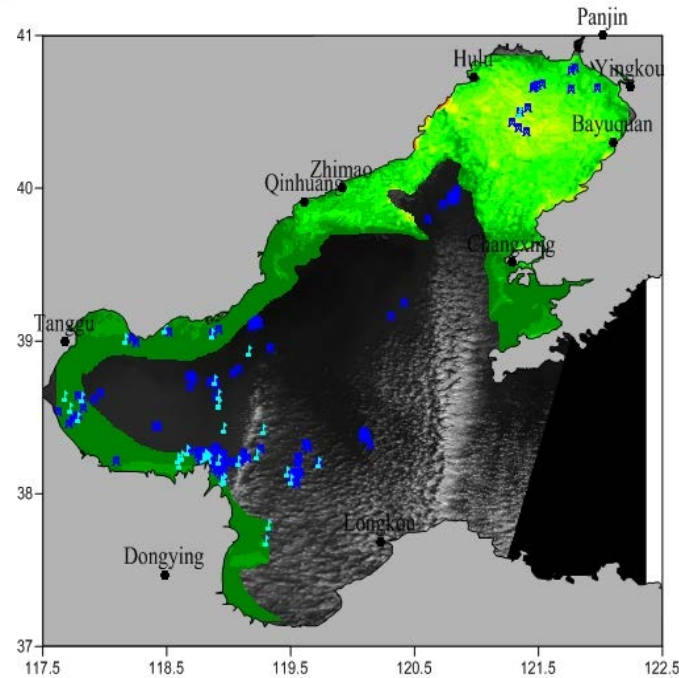 Panjin
41
Hulu
Yingkou
Bayuquan
Zhimao
40
Qinhuang
Changxing
39
Tanggu
38
Longkou
Dongying
37
117.5 118.5 119.5 120.5 121.5 122.5